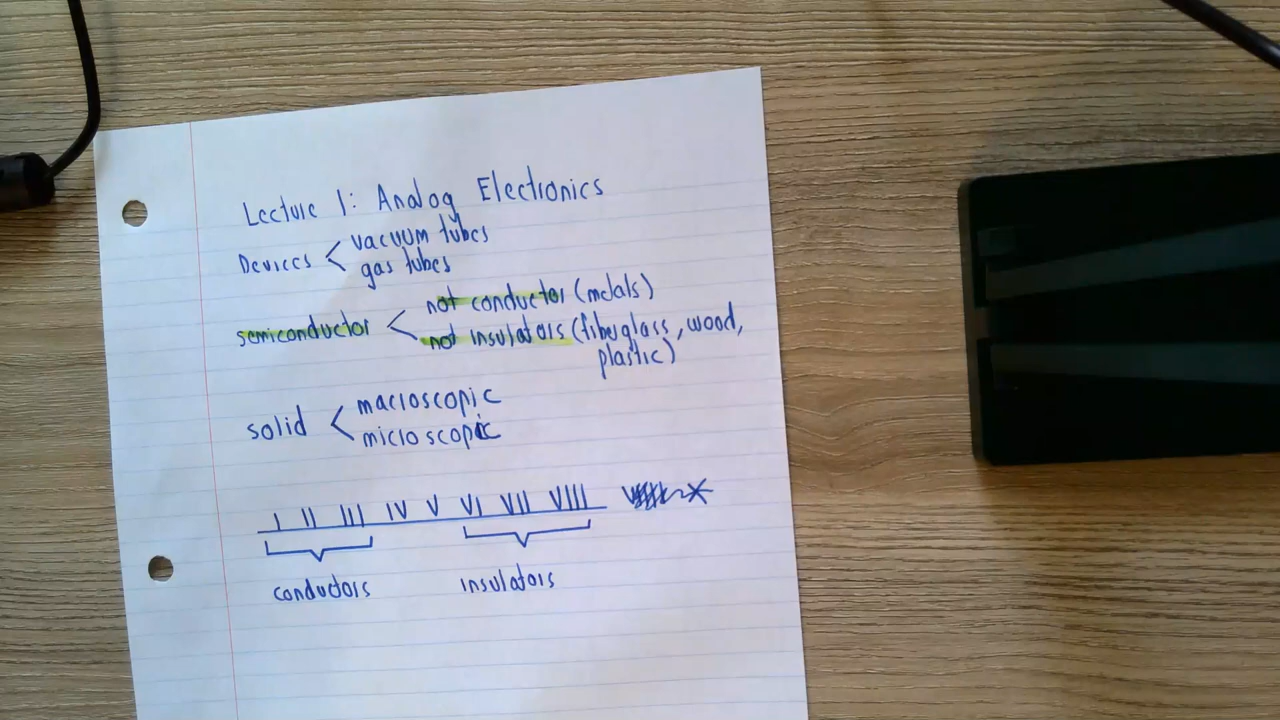 Lecture 1: Analog Electronics
Devices < vacuum tubes
gas tubes
semiconductor < not conductor (metals)
not insulators (fiberglass, wood,
plastic)
solid < macroscopic
microscopic
I II III IV V VI VII VIII
conductors insulators